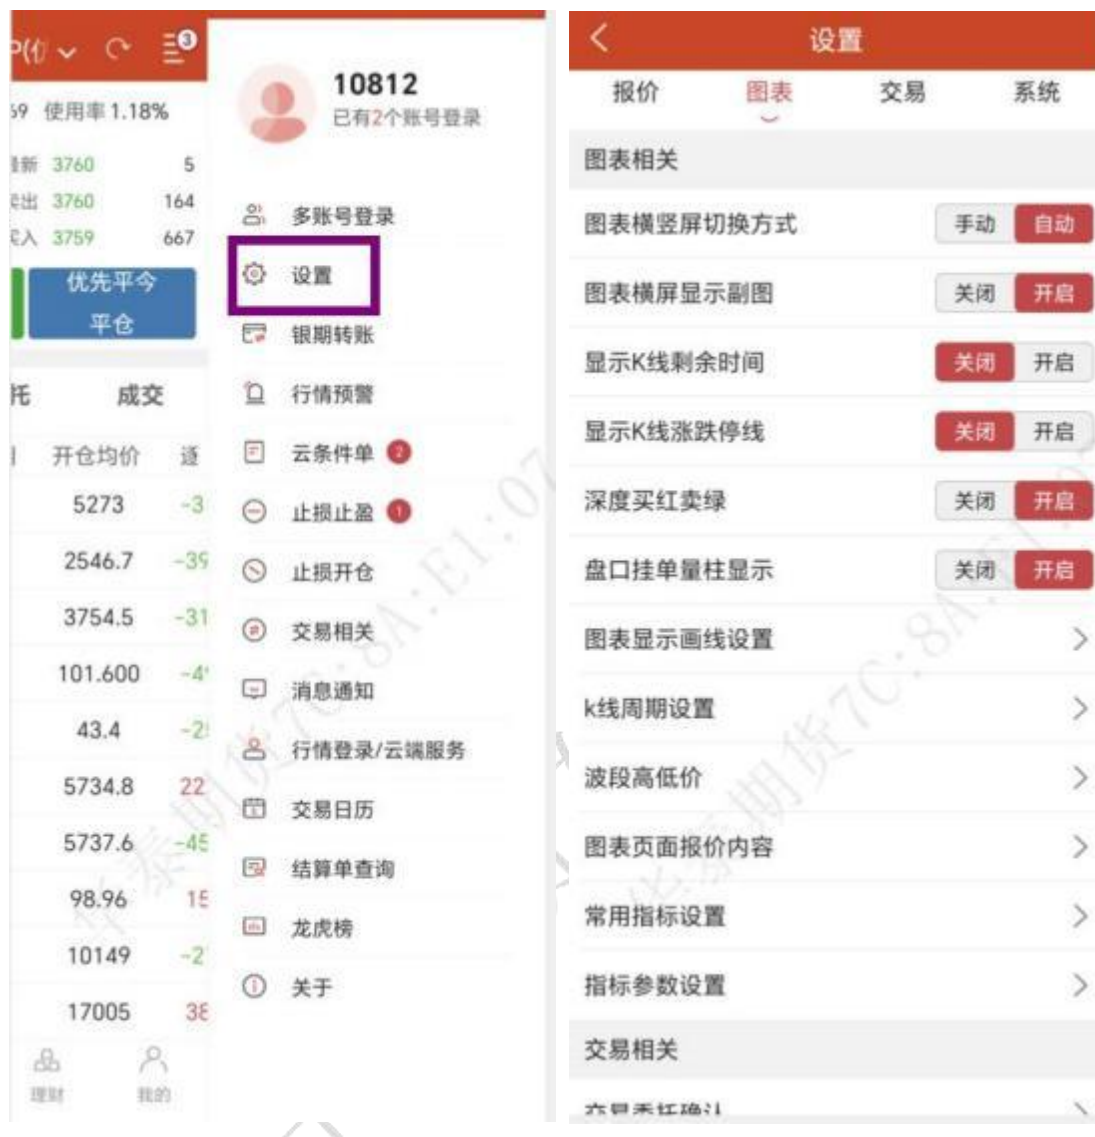 3
使用率 1.18%
3760 5
3760 164
3759 667
优先平今
平仓
成交
开仓均价
5273
2546.7
3754.5
101.600
43.4
5734.8
5737.6
98.96
10149
17005
理财
我的
10812
已有2个账号登录
多账号登录
设置
银期转账
行情预警
云条件单 2
止损止盈 1
止损开仓
交易相关
消息通知
行情登录/云端服务
交易日历
结算单查询
龙虎榜
关于
设置
报价 图表 交易 系统
图表相关
图表横竖屏切换方式 手动 自动
图表横屏显示副图 关闭 开启
显示K线剩余时间 关闭 开启
显示K线涨跌停线 关闭 开启
深度买红卖绿 关闭 开启
盘口挂单量柱显示 关闭 开启
图表显示画线设置
k线周期设置
波段高低价
图表页面报价内容
常用指标设置
指标参数设置
交易相关
交易委托确认